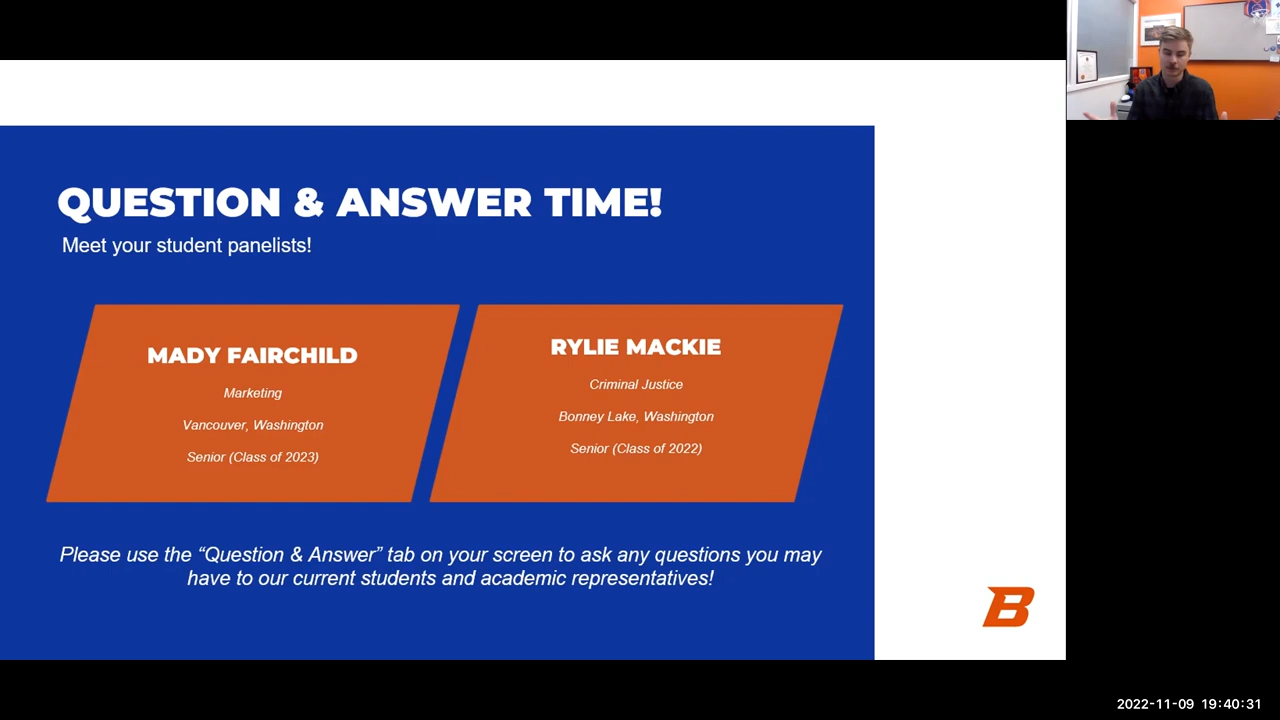 QUESTION & ANSWER TIME!
Meet your student panelists!
MADY FAIRCHILD
Marketing
Vancouver, Washington
Senior (Class of 2023)
RYLIE MACKIE
Criminal Justice
Bonney Lake, Washington
Senior (Class of 2022)
Please use the “Question & Answer” tab on your screen to ask any questions you may
have to our current students and academic representatives!
B
2022-11-09 19:40:31